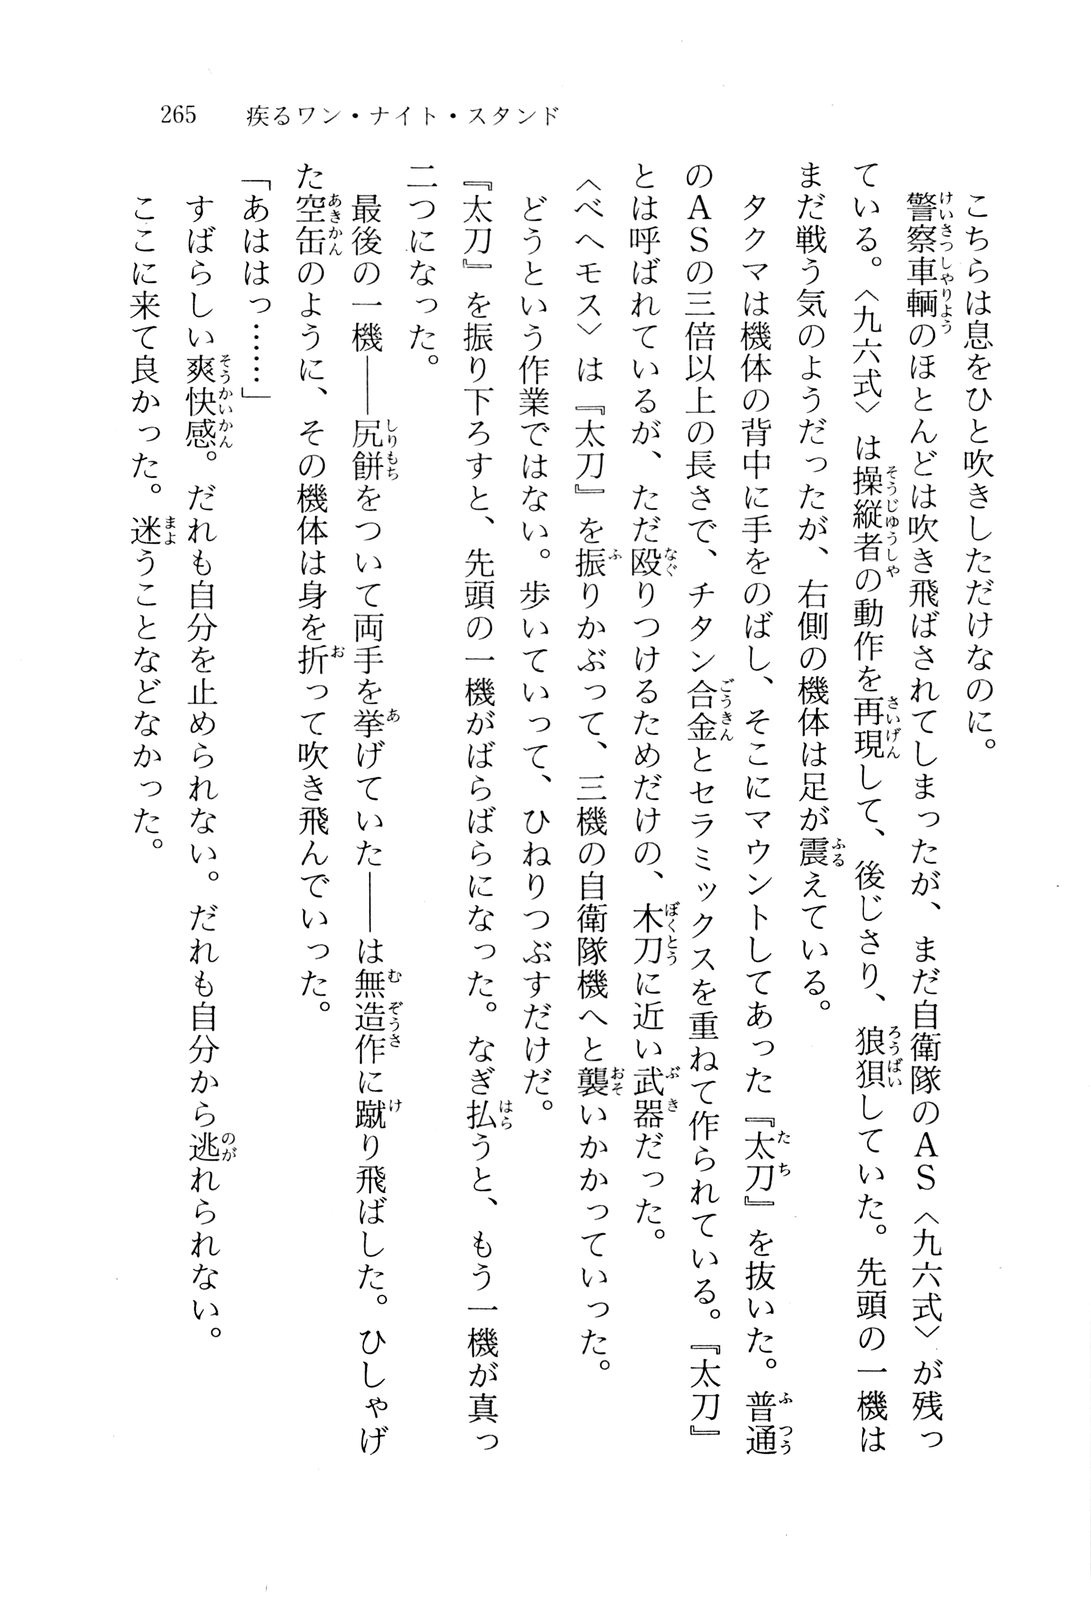 265　疾るワン・ナイト・スタンド
こちらは息をひと吹きしただけなのに。
警察車輌のほとんどは吹き飛ばされてしまったが、まだ自衛隊のＡＳ〈九六式〉が残っ
ている。〈九六式〉は操縦者の動作を再現して、後じさり、狼狽していた。先頭の一機は
まだ戦う気のようだったが、右側の機体は足が震えている。
タクマは機体の背中に手をのばし、そこにマウントしてあった『太刀』を抜いた。普通
のＡＳの三倍以上の長さで、チタン合金とセラミックスを重ねて作られている。『太刀』
とは呼ばれているが、ただ殴りつけるためだけの、木刀に近い武器だった。
〈ベヘモス〉は『太刀』を振りかぶって、三機の自衛隊機へと襲いかかっていった。
どうという作業ではない。歩いていって、ひねりつぶすだけだ。
『太刀』を振り下ろすと、先頭の一機がばらばらになった。なぎ払うと、もう一機が真っ
二つになった。
最後の一機──尻餅をついて両手を挙げていた──は無造作に蹴り飛ばした。ひしゃげ
た空缶のように、その機体は身を折って吹き飛んでいった。
「あははっ……」
すばらしい爽快感。だれも自分を止められない。だれも自分から逃れられない。
ここに来て良かった。迷うことなどなかった。